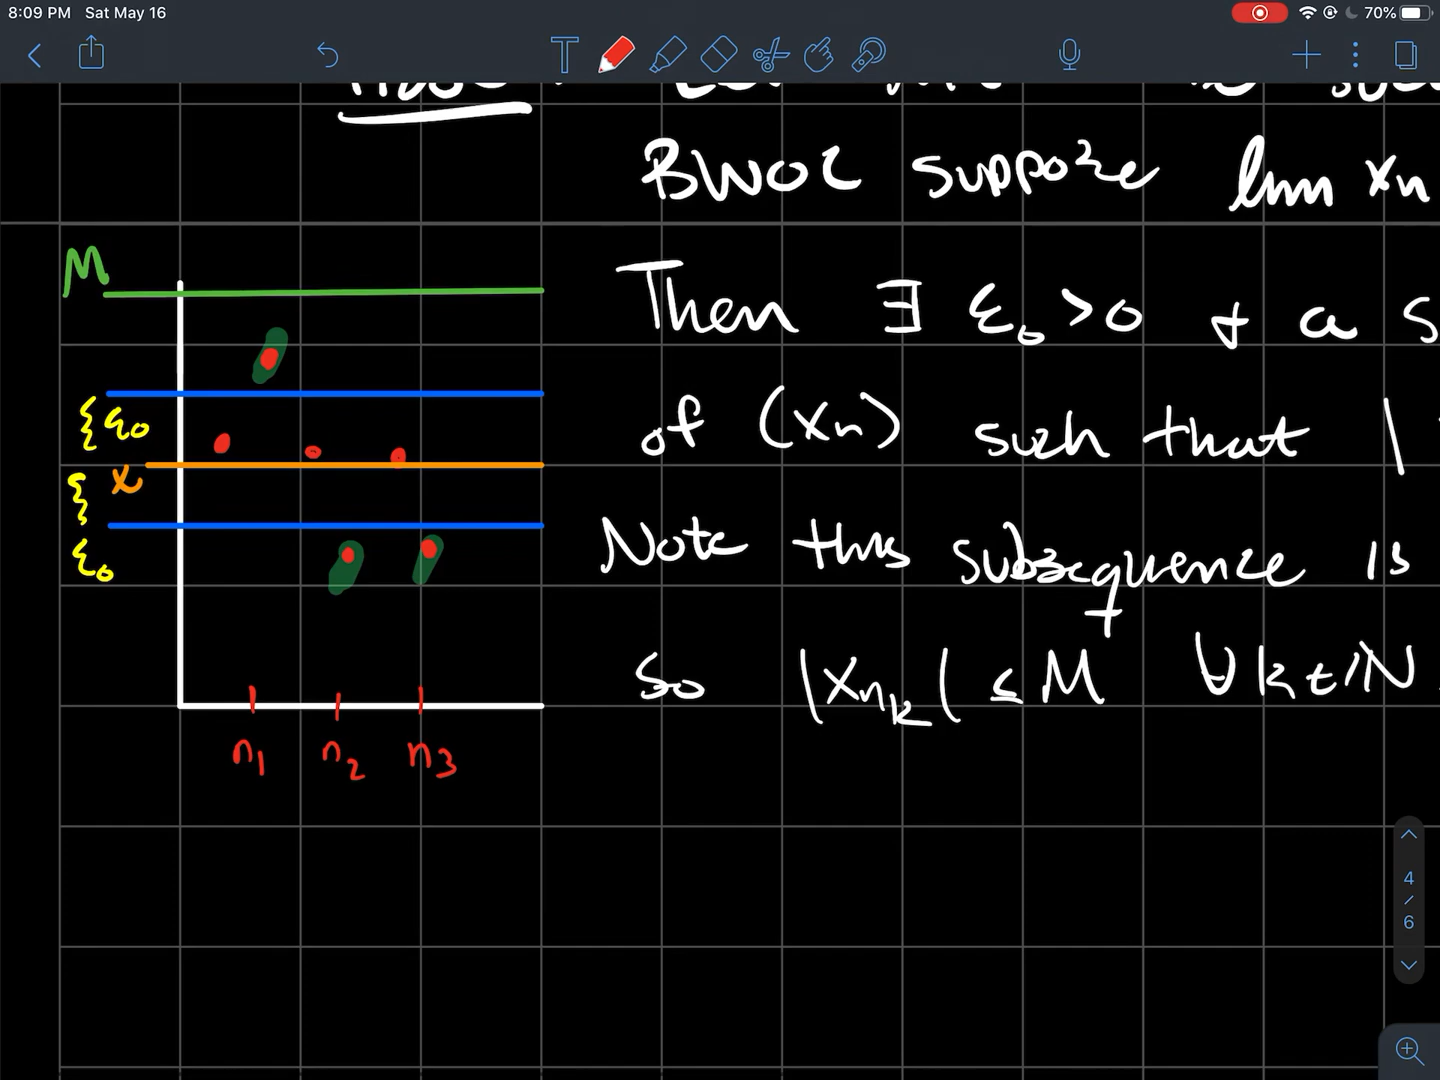 8:09 PM Sat May 16
70%
T
BWOC suppose lim xn
M
Then ∃ ε₀ >0 + a s
of (xn) such that |
{ε₀
x
{
ε₀
Note this subsequence is
So |xnₖ| ≤ M ∀k∈ℕ
n₁ n₂ n₃
4
/
6